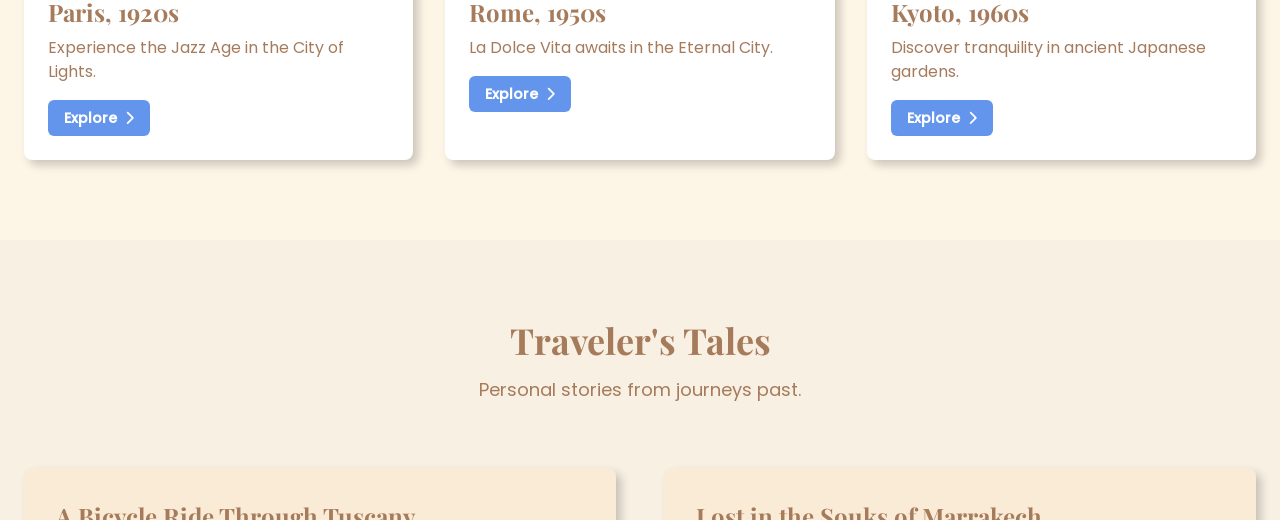 Paris, 1920s
Experience the Jazz Age in the City of
Lights.
Explore
Rome, 1950s
La Dolce Vita awaits in the Eternal City.
Explore
Kyoto, 1960s
Discover tranquility in ancient Japanese
gardens.
Explore
Traveler's Tales
Personal stories from journeys past.
A Bicycle Ride Through Tuscany
Lost in the Souks of Marrakech